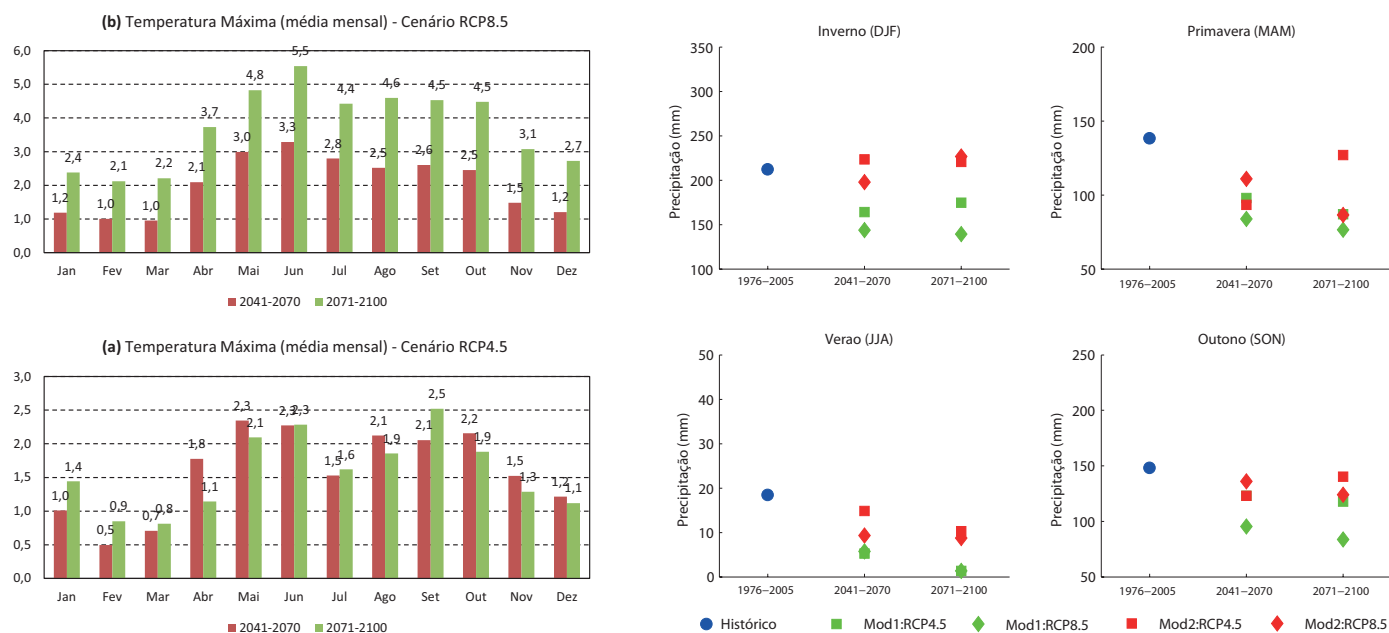 (b) Temperatura Máxima (média mensal) - Cenário RCP8.5
6,0
5,0
4,0
3,0
2,0
1,0
0,0
1,2 2,4 1,0 2,1 1,0 2,2 2,1 3,7 3,0 4,8 3,3 5,5 2,8 4,4 2,5 4,6 2,6 4,5 2,5 4,5 1,5 3,1 1,2 2,7
Jan Fev Mar Abr Mai Jun Jul Ago Set Out Nov Dez
2041-2070 2071-2100
(a) Temperatura Máxima (média mensal) - Cenário RCP4.5
3,0
2,5
2,0
1,5
1,0
0,5
0,0
1,0 1,4 0,5 0,9 0,7 0,8 1,8 1,1 2,3 2,1 2,3 2,3 1,5 1,6 2,1 1,9 2,1 2,5 2,2 1,9 1,5 1,3 1,2 1,1
Jan Fev Mar Abr Mai Jun Jul Ago Set Out Nov Dez
2041-2070 2071-2100
Inverno (DJF)
Precipitação (mm)
350
300
250
200
150
100
1976–2005 2041–2070 2071–2100
Primavera (MAM)
Precipitação (mm)
200
150
100
50
1976–2005 2041–2070 2071–2100
Verao (JJA)
Precipitação (mm)
50
40
30
20
10
0
1976–2005 2041–2070 2071–2100
Outono (SON)
Precipitação (mm)
250
200
150
100
50
1976–2005 2041–2070 2071–2100
Histórico Mod1:RCP4.5 Mod1:RCP8.5 Mod2:RCP4.5 Mod2:RCP8.5